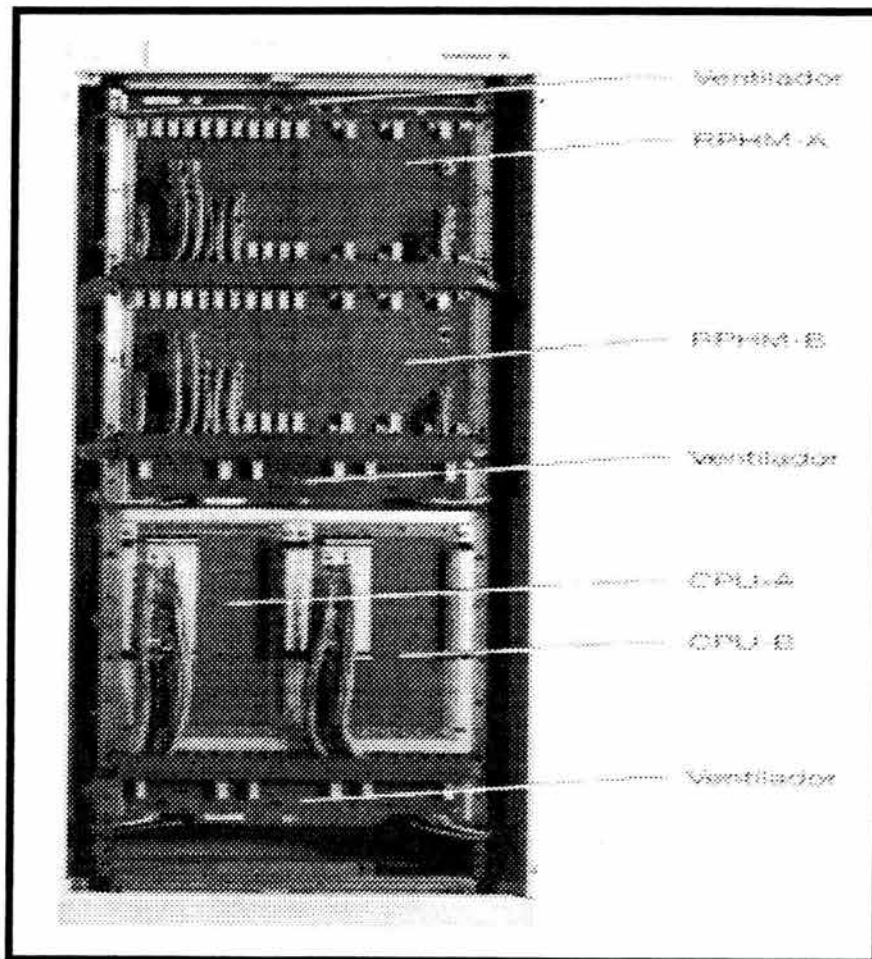 Ventilador
RPHM-A
RPHM-B
Ventilador
CPU-A
CPU-B
Ventilador